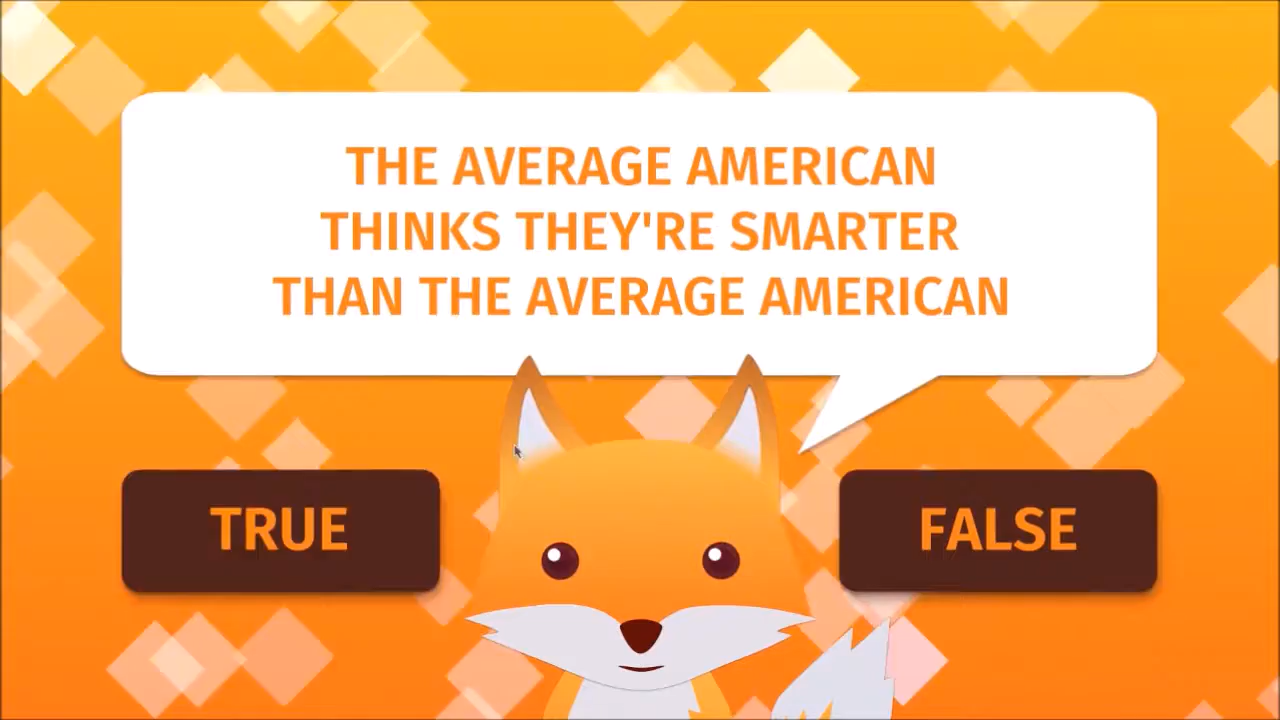 THE AVERAGE AMERICAN
THINKS THEY'RE SMARTER
THAN THE AVERAGE AMERICAN
TRUE
FALSE